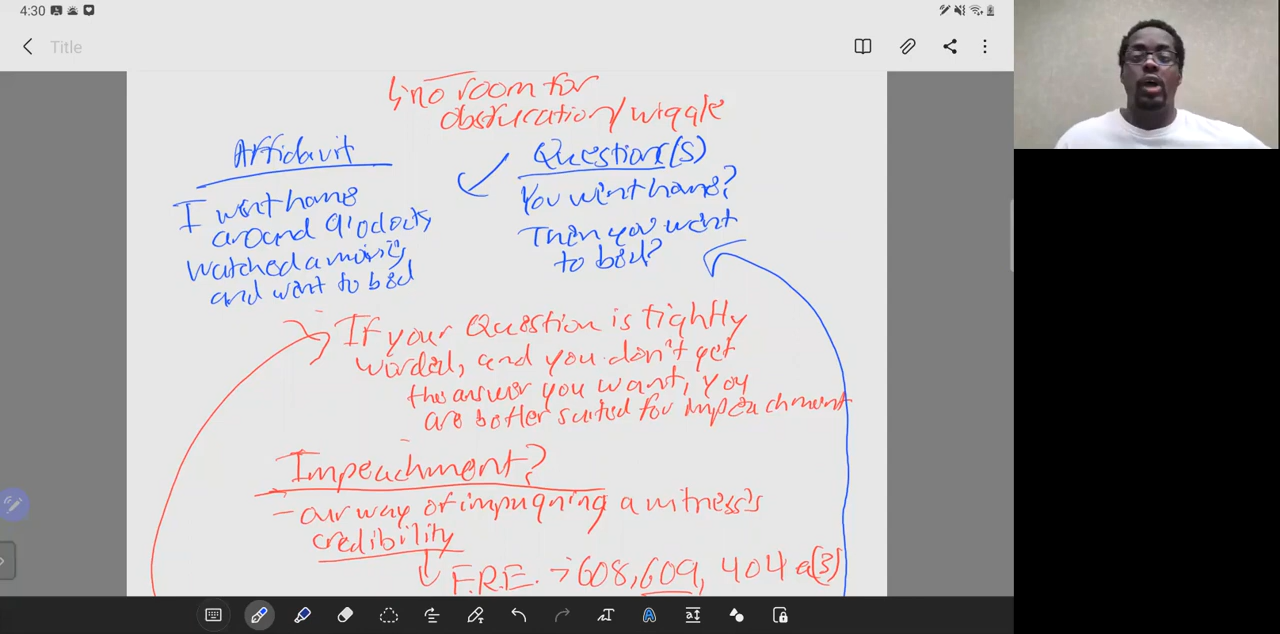 4:30
Title
↳no room for
obsfucation/wiggle
Affidavit
Question(s)
I went home
around 9'oclock,
watched a movie,
and went to bed
You went home?
Then you went
to bed?
If your Question is tightly
worded, and you don't get
the answer you want, you
are better suited for impeachment
Impeachment?
- our way of impugning a witness's
credibility
F.R.E. → 608, 609, 404 a(3)